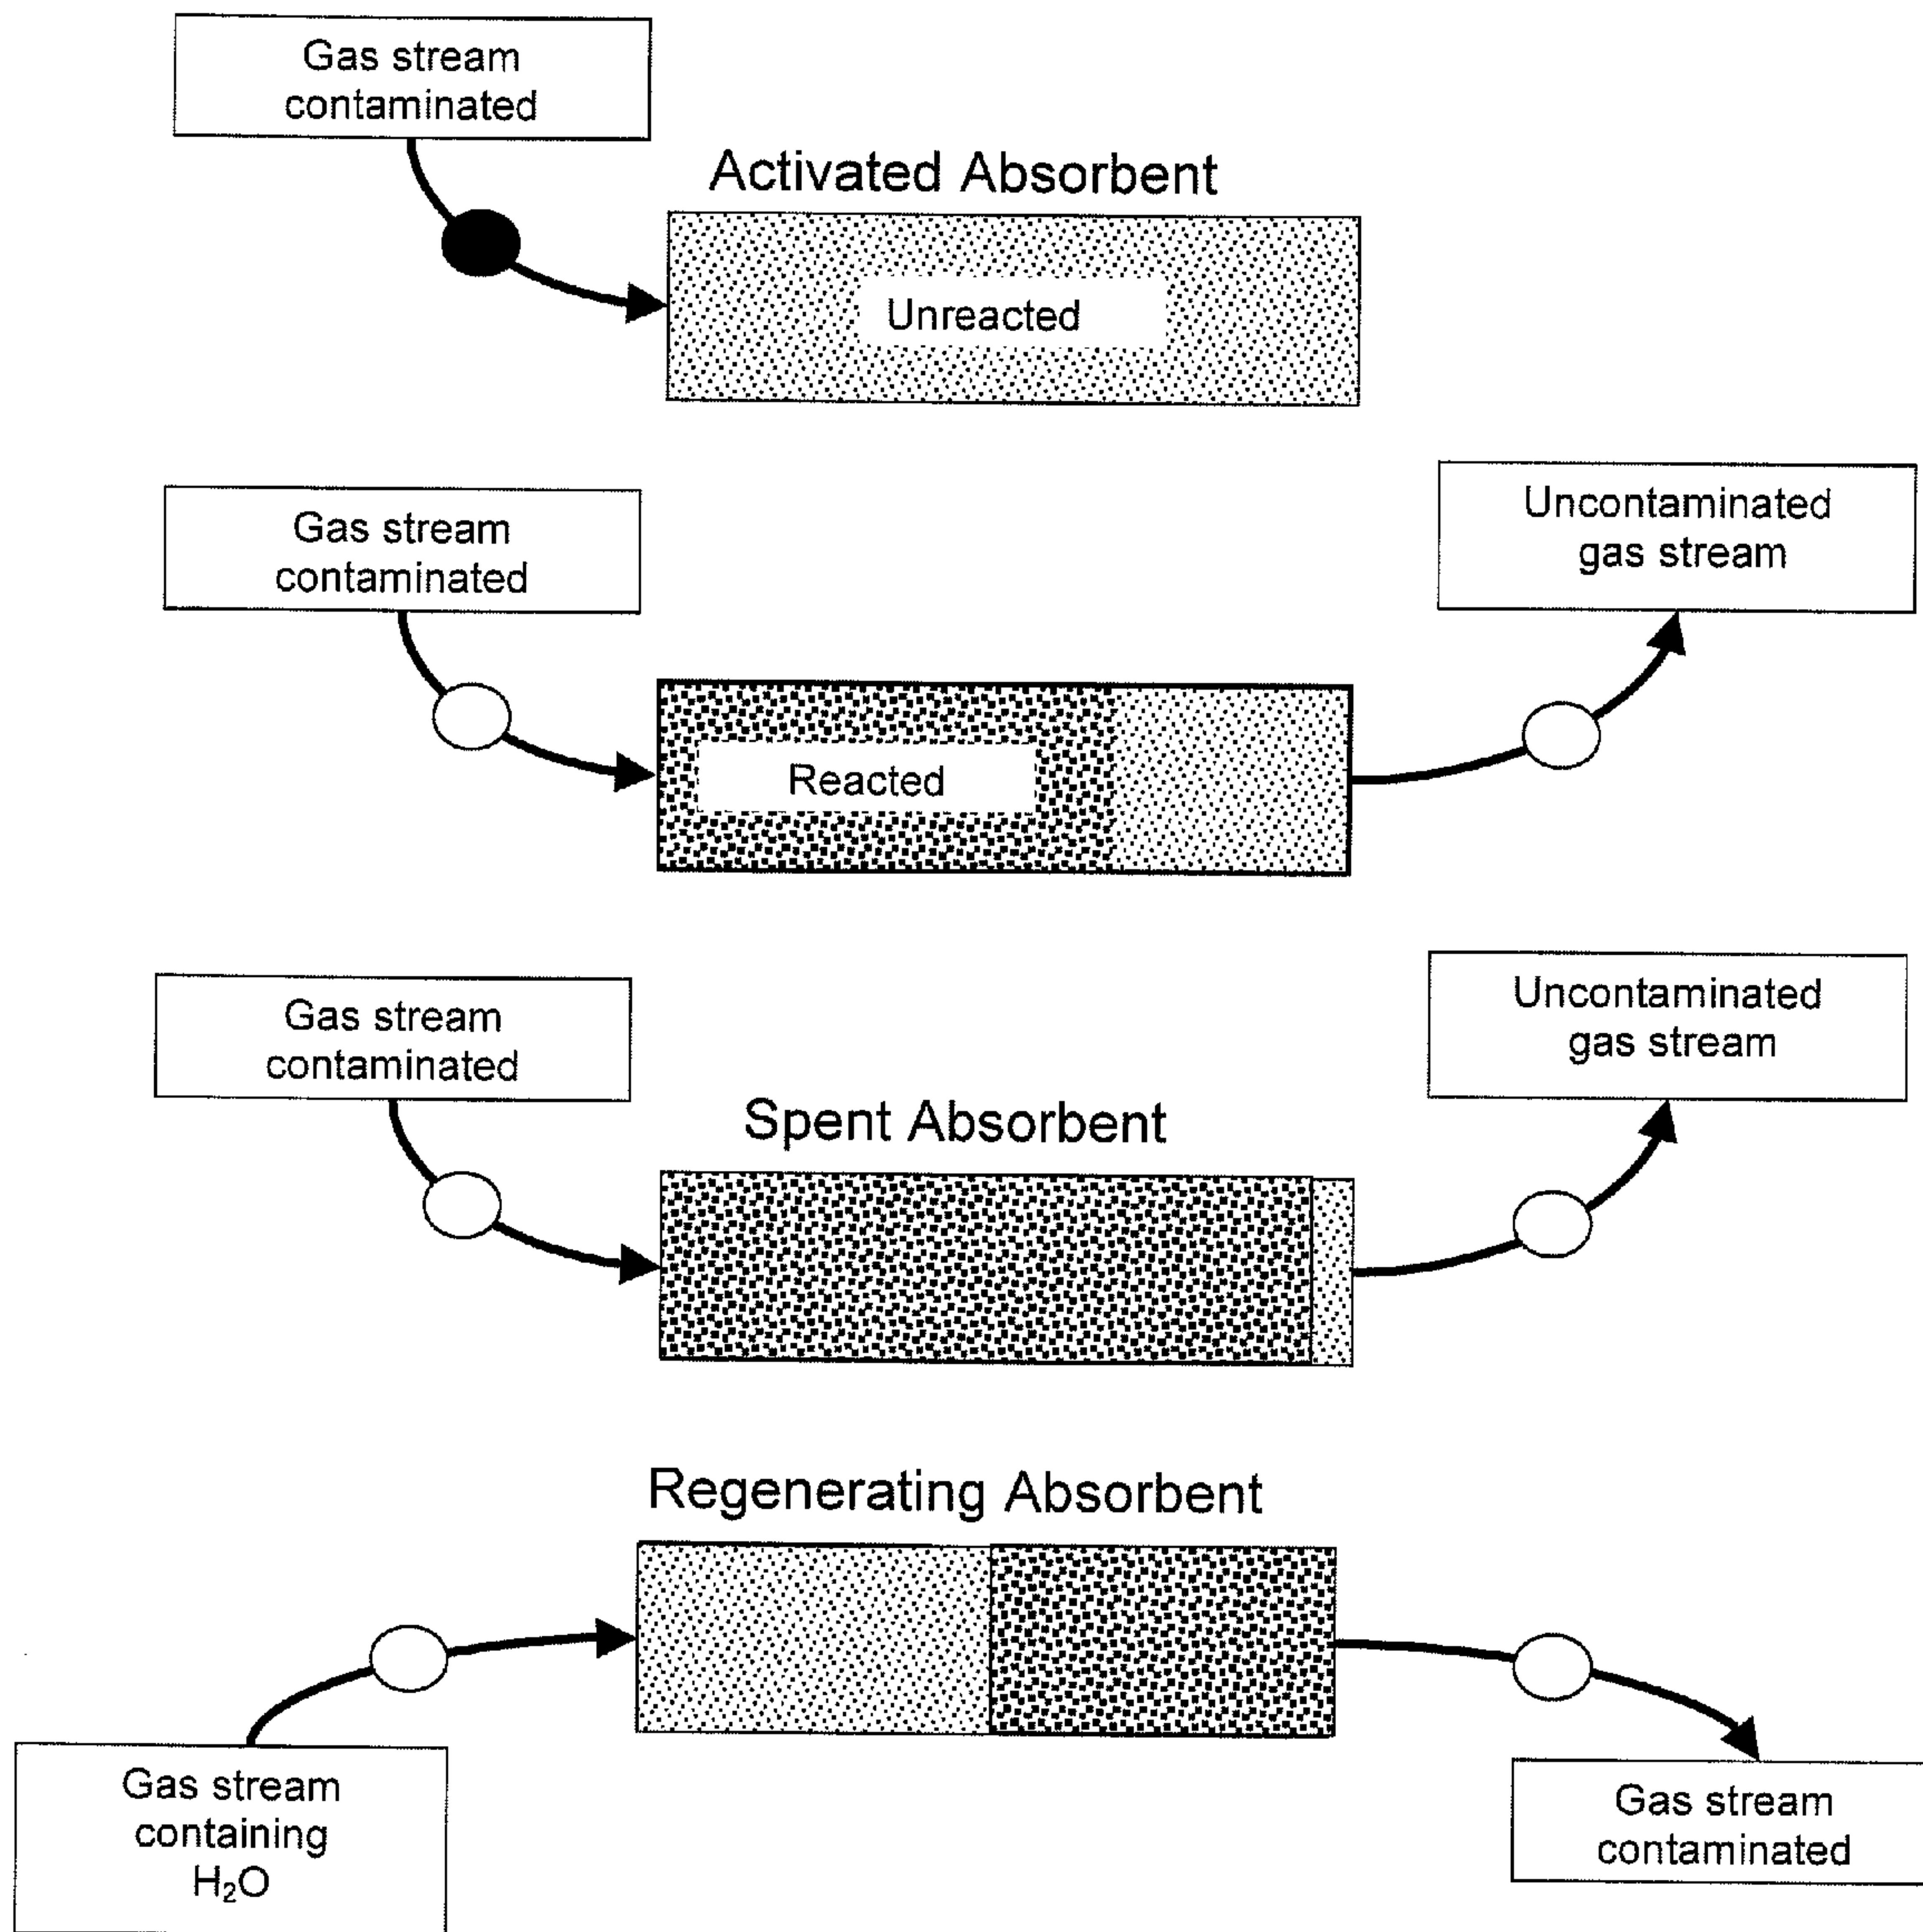 Gas stream
contaminated
Activated Absorbent
Unreacted
Gas stream
contaminated
Uncontaminated
gas stream
Reacted
Gas stream
contaminated
Uncontaminated
gas stream
Spent Absorbent
Regenerating Absorbent
Gas stream
containing
H₂O
Gas stream
contaminated